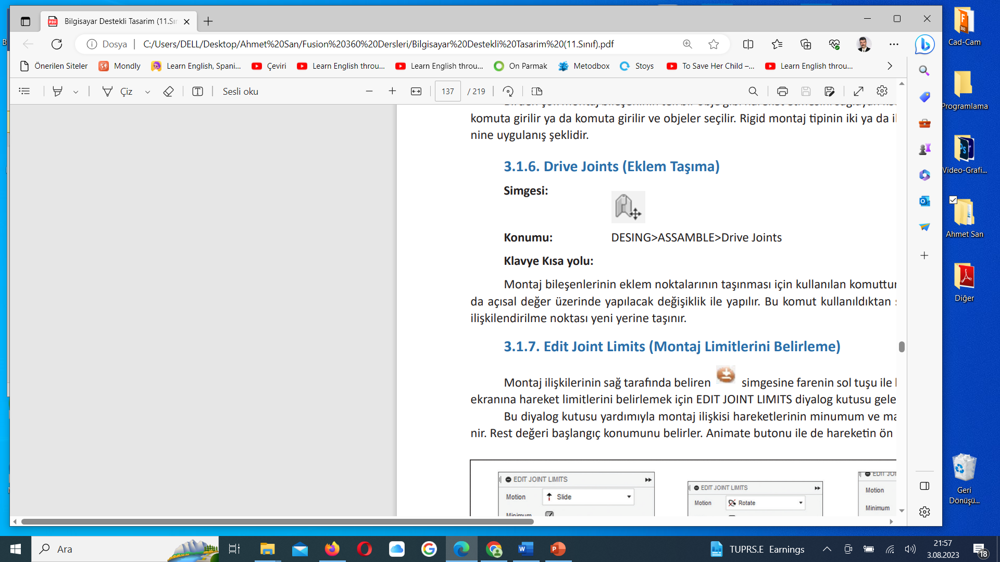 Bilgisayar Destekli Tasarim (11.Sır
Dosya
C:/Users/DELL/Desktop/Ahmet%20San/Fusion%20360%20Dersleri/Bilgisayar%20Destekli%20Tasarim%20(11.Sınıf).pdf
Önerilen Siteler
Mondly
Learn English, Spani...
Çeviri
Learn English throu...
Learn English throu...
On Parmak
Metodbox
Stoys
To Save Her Child –...
Learn English throu...
Çiz
Sesli oku
137 / 219
komuta girilir ya da komuta girilir ve objeler seçilir. Rigid montaj tipinin iki ya da
nine uygulanış şeklidir.
3.1.6. Drive Joints (Eklem Taşıma)
Simgesi:
Konumu: DESING>ASSAMBLE>Drive Joints
Klavye Kısa yolu:
Montaj bileşenlerinin eklem noktalarının taşınması için kullanılan komuttur
da açısal değer üzerinde yapılacak değişiklik ile yapılır. Bu komut kullanıldıktan
ilişkilendirilme noktası yeni yerine taşınır.
3.1.7. Edit Joint Limits (Montaj Limitlerini Belirleme)
Montaj ilişkilerinin sağ tarafında beliren simgesine farenin sol tuşu ile
ekranına hareket limitlerini belirlemek için EDIT JOINT LIMITS diyalog kutusu gele
Bu diyalog kutusu yardımıyla montaj ilişkisi hareketlerinin minumum ve ma
nir. Rest değeri başlangıç konumunu belirler. Animate butonu ile de hareketin ön
EDIT JOINT LIMITS
Motion Slide
Minimum
EDIT JOINT LIMITS
Motion Rotate
EDIT JOI
Motion
Minimum
Cad-Cam
Programlama
Video-Grafi...
Ahmet San
Diğer
Geri
Dönüşü...
Ara
TUPRS.E Earnings
21:57
3.08.2023
18